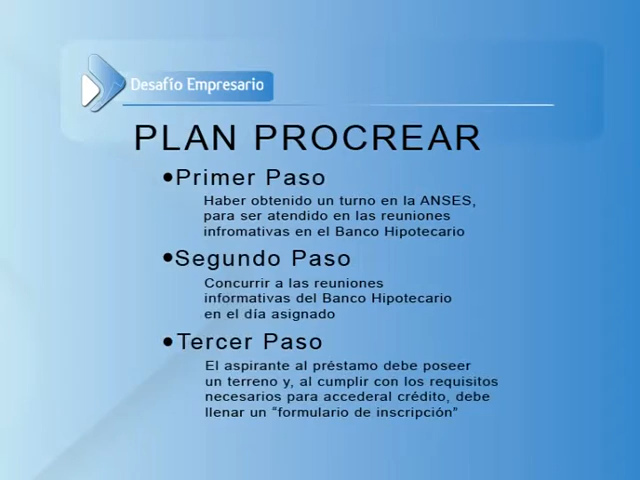 Desafío Empresario
PLAN PROCREAR
•Primer Paso
Haber obtenido un turno en la ANSES,
para ser atendido en las reuniones
infromativas en el Banco Hipotecario
•Segundo Paso
Concurrir a las reuniones
informativas del Banco Hipotecario
en el día asignado
•Tercer Paso
El aspirante al préstamo debe poseer
un terreno y, al cumplir con los requisitos
necesarios para accederal crédito, debe
llenar un “formulario de inscripción”